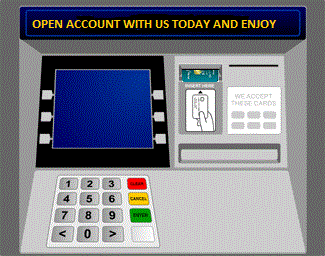 OPEN ACCOUNT WITH US TODAY AND ENJOY
INSERT HERE
WE ACCEPT
THESE CARDS
1 2 3 CLEAR
4 5 6 CANCEL
7 8 9 ENTER
< 0 >